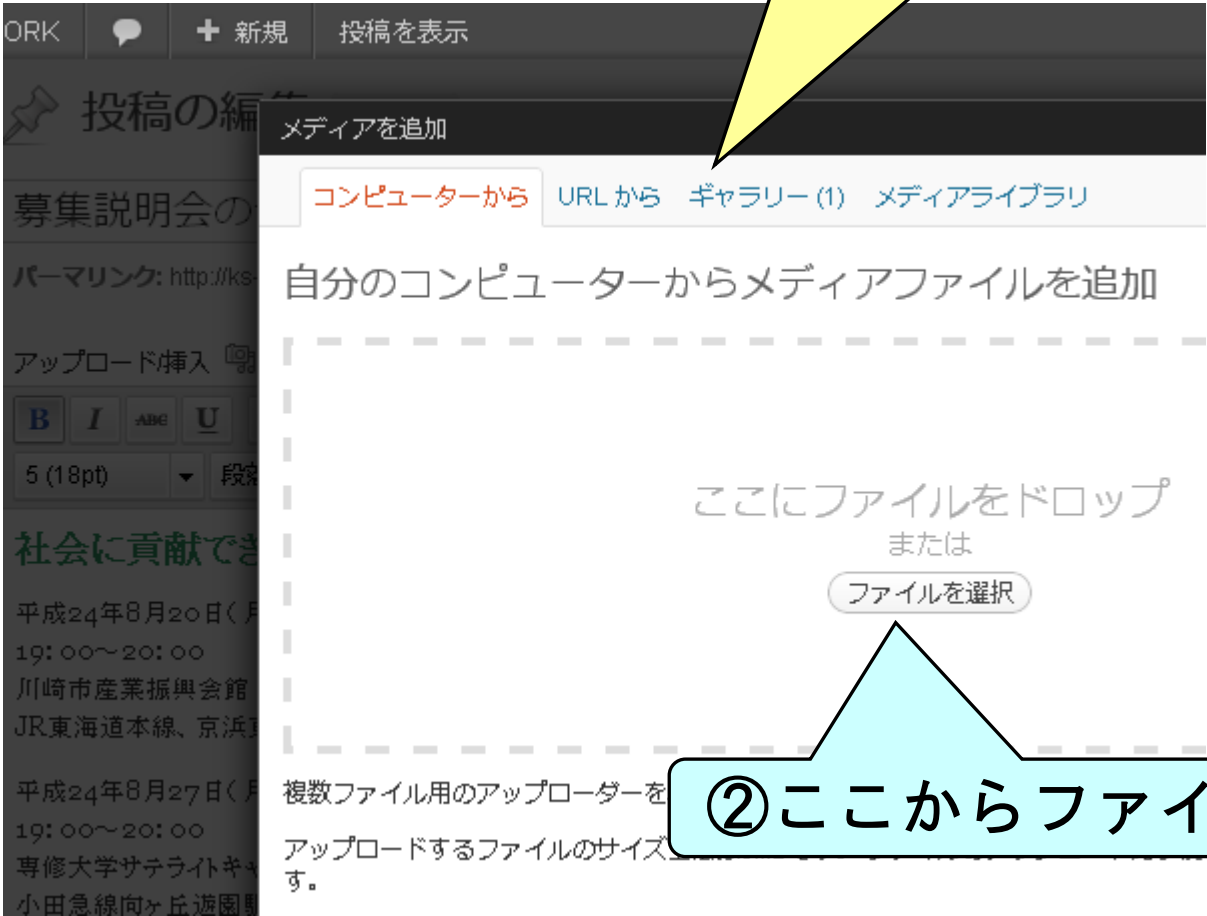 ORK 新規 投稿を表示
投稿の編集
メディアを追加
コンピューターから URL から ギャラリー (1) メディアライブラリ
募集説明会の
パーマリンク: http://ks
自分のコンピューターからメディアファイルを追加
アップロード/挿入
B I ABC U
5 (18pt) 段落
ここにファイルをドロップ
または
ファイルを選択
社会に貢献でき
平成24年8月20日(月
19:00~20:00
川崎市産業振興会館
JR東海道本線、京浜東
平成24年8月27日(月
19:00~20:00
専修大学サテライトキャ
小田急線向ヶ丘遊園駅
複数ファイル用のアップローダーを
②ここからファイ
アップロードするファイルのサイズ
す。